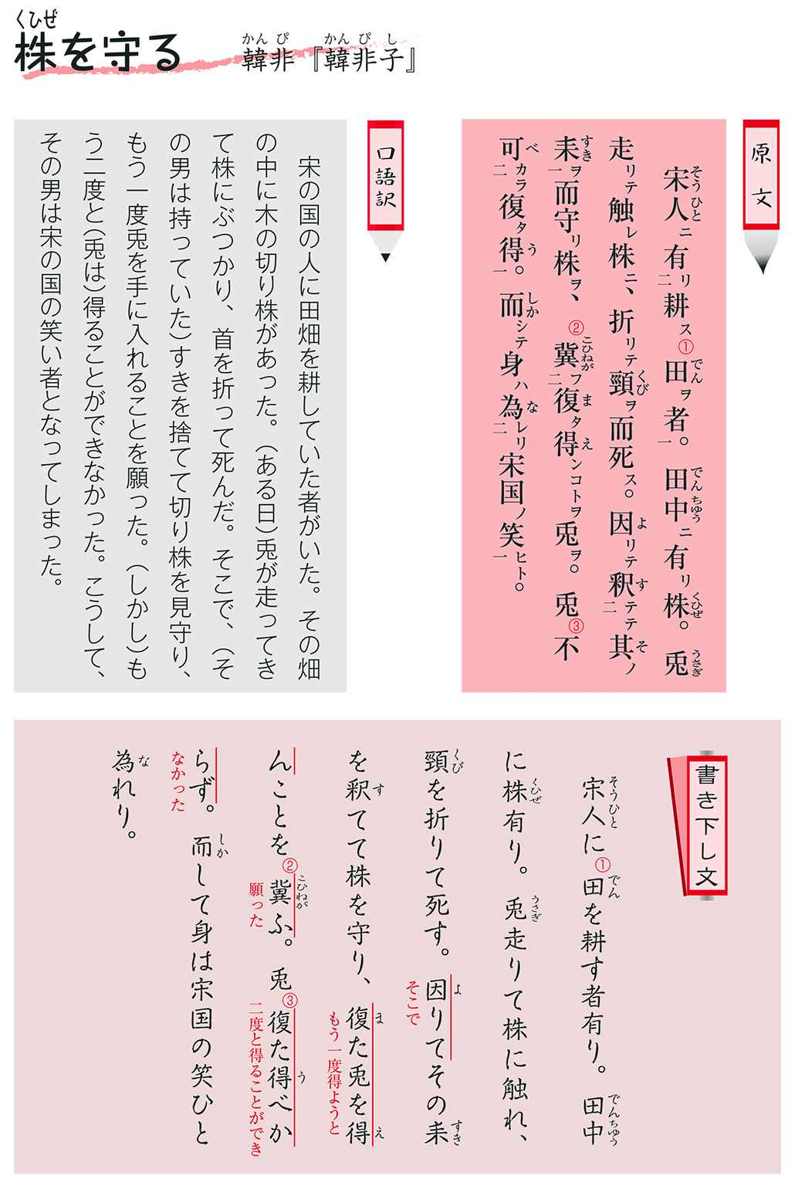 株を守る
くひぜ
韓非『韓非子』
かんぴ かんぴし
原文
宋人ニ有リ二耕ス①田ヲ者一。田中ニ有リ株。兎
そうひと でん でんちゅう くひぜ うさぎ
走リテ触レ株ニ、折リテ頸ヲ而死ス。因リテ釈テテ二其ノ
くび よ す そ
耒ヲ一而守リ株ヲ、②冀フ二復タ得ンコトヲ兎ヲ。兎③不
すき こひねが ま え
可カラ二復タ得一。而シテ身ハ為レリ二宋国ノ笑ヒト一。
べ う しか な
口語訳
宋の国の人に田畑を耕していた者がいた。その畑
の中に木の切り株があった。（ある日）兎が走ってき
て株にぶつかり、首を折って死んだ。そこで、（そ
の男は持っていた）すきを捨てて切り株を見守り、
もう一度兎を手に入れることを願った。（しかし）も
う二度と（兎は）得ることができなかった。こうして、
その男は宋の国の笑い者となってしまった。
書き下し文
宋人に①田を耕す者有り。田中
そうひと でん でんちゅう
に株有り。兎走りて株に触れ、
くひぜ うさぎ
頸を折りて死す。因りてその耒
くび よ すき
そこで
を釈てて株を守り、復た兎を得
す ま え
もう一度得ようと
んことを②冀ふ。兎③復た得べか
こひねが う
願った 二度と得ることができ
らず。而して身は宋国の笑ひと
しか
なかった
為れり。
な